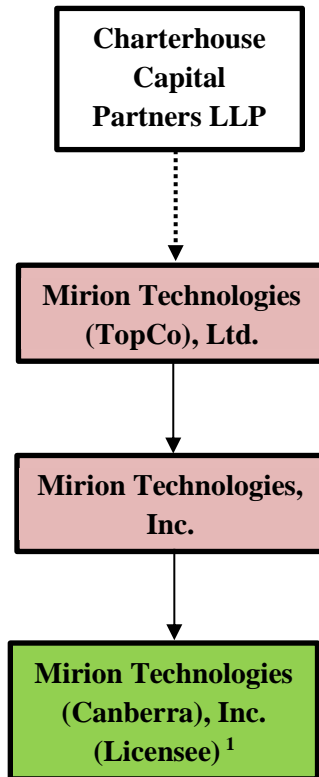 Charterhouse
Capital
Partners LLP
Mirion Technologies
(TopCo), Ltd.
Mirion Technologies,
Inc.
Mirion Technologies
(Canberra), Inc.
(Licensee) 1